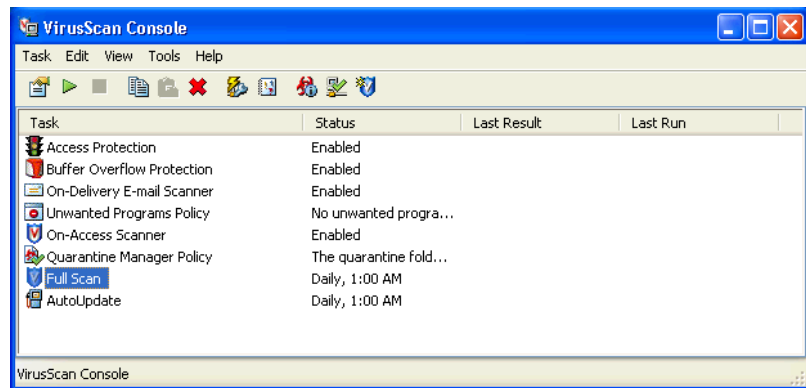 VirusScan Console
Task Edit View Tools Help
Task Status Last Result Last Run
Access Protection Enabled
Buffer Overflow Protection Enabled
On-Delivery E-mail Scanner Enabled
Unwanted Programs Policy No unwanted progra...
On-Access Scanner Enabled
Quarantine Manager Policy The quarantine fold...
Full Scan Daily, 1:00 AM
AutoUpdate Daily, 1:00 AM
VirusScan Console